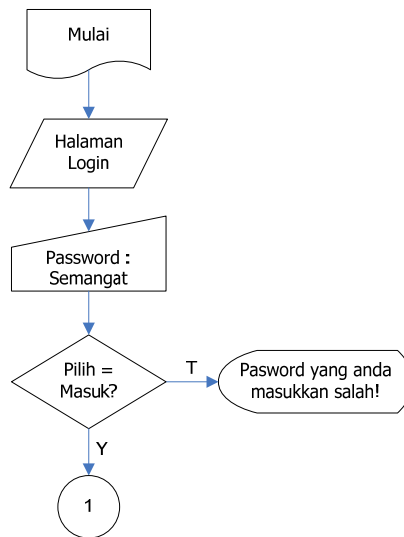 Mulai
Halaman
Login
Password :
Semangat
Pilih =
Masuk?
T
Pasword yang anda
masukkan salah!
Y
1